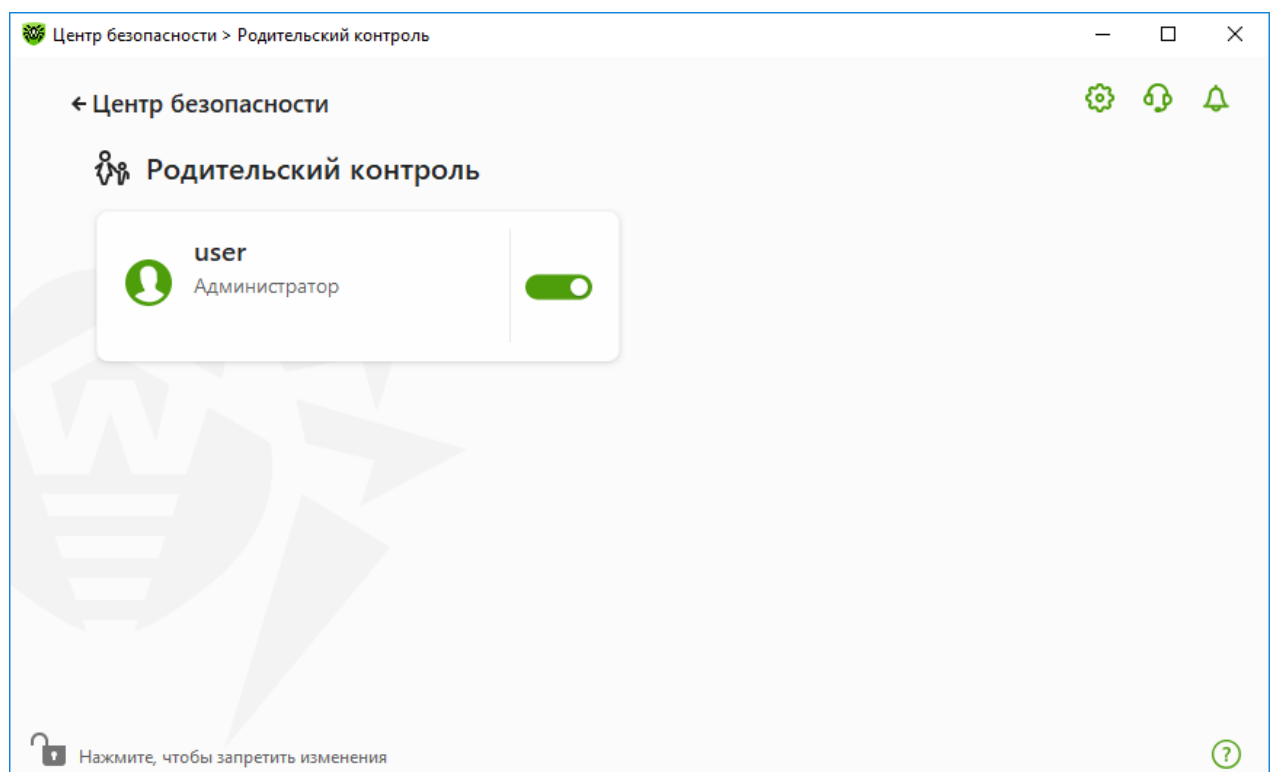 Центр безопасности > Родительский контроль
Центр безопасности
Родительский контроль
user
Администратор
Нажмите, чтобы запретить изменения
?